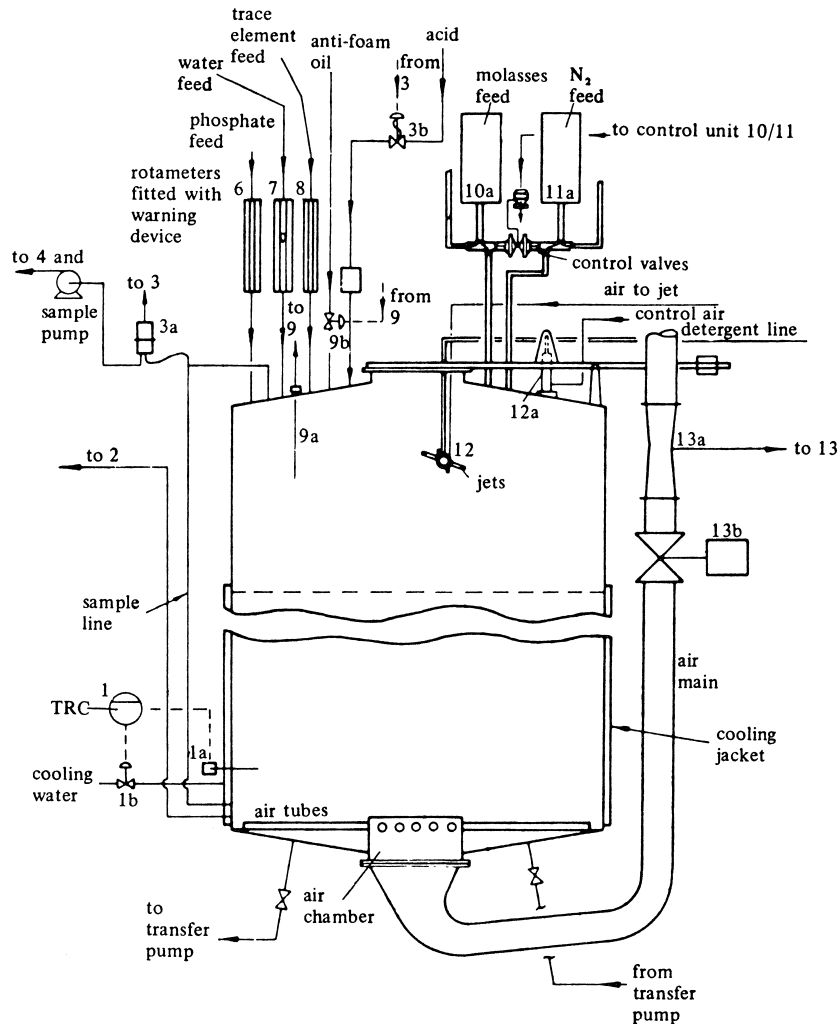 trace
element
feed
water
feed
phosphate
feed
anti-foam
oil
acid
from
3
3b
molasses
feed
N₂
feed
to control unit 10/11
rotameters
fitted with
warning
device
6
7
8
10a
11a
control valves
to 4 and
sample
pump
to 3
3a
to 9
9b
from
9
air to jet
control air
detergent line
9a
12a
12
jets
13a
to 13
13b
to 2
sample
line
air
main
1
TRC
1a
cooling
water
1b
cooling
jacket
air tubes
air
chamber
to
transfer
pump
from
transfer
pump